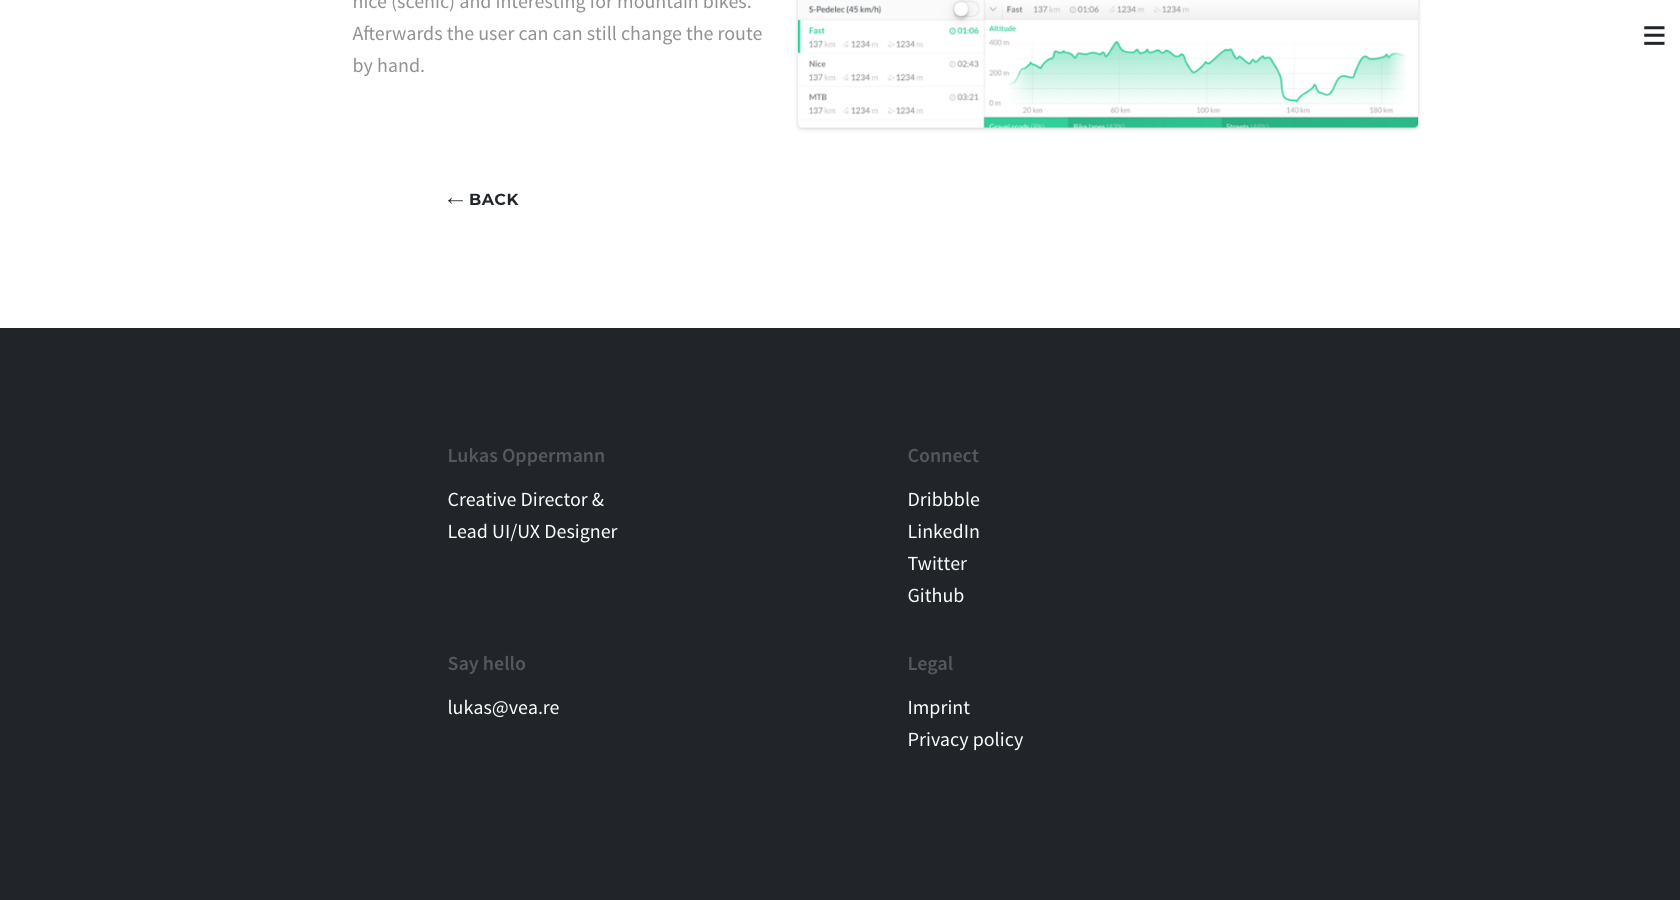 nice (scenic) and interesting for mountain bikes.
Afterwards the user can can still change the route
by hand.
S-Pedelec (45 km/h)
Fast 01:06
137 km 1234 m 1234 m
Nice 02:43
137 km 1234 m 1234 m
MTB 03:21
137 km 1234 m 1234 m
Fast 137 km 01:06 1234 m 1234 m
Altitude
400 m
200 m
0 m
20 km 60 km 100 km 140 km 180 km
← BACK
Lukas Oppermann
Creative Director &
Lead UI/UX Designer
Connect
Dribbble
LinkedIn
Twitter
Github
Say hello
lukas@vea.re
Legal
Imprint
Privacy policy